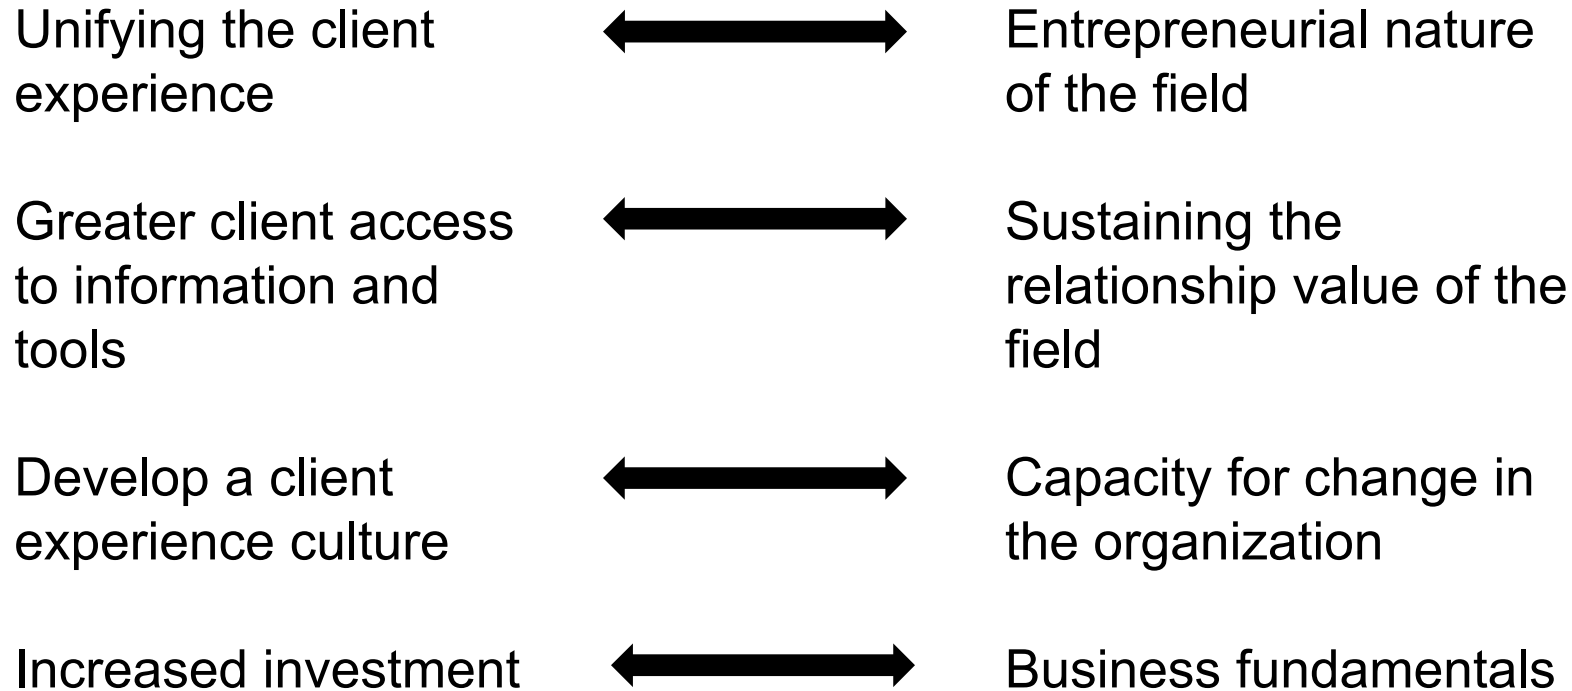 Unifying the client
experience
Entrepreneurial nature
of the field
Greater client access
to information and
tools
Sustaining the
relationship value of the
field
Develop a client
experience culture
Capacity for change in
the organization
Increased investment
Business fundamentals